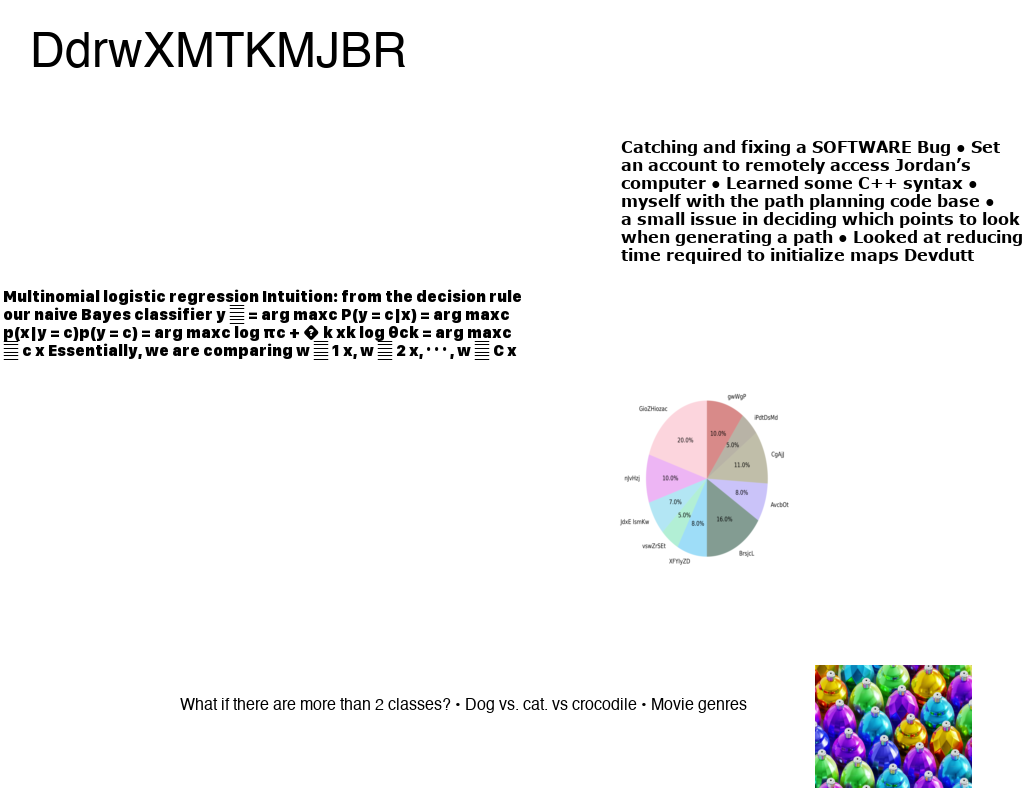 DdrwXMTKMJBR
Catching and fixing a SOFTWARE Bug ● Set
an account to remotely access Jordan’s
computer ● Learned some C++ syntax ●
myself with the path planning code base ●
a small issue in deciding which points to look
when generating a path ● Looked at reducing
time required to initialize maps Devdutt
Multinomial logistic regression Intuition: from the decision rule
our naive Bayes classifier y = arg maxc P(y = c|x) = arg maxc
p(x|y = c)p(y = c) = arg maxc log πc + � k xk log θck = arg maxc
c x Essentially, we are comparing w 1 x, w 2 x, · · · , w C x
gwWgP
iPdtDsMd
CgAjJ
AvcbOt
BrsjcL
XFYlyZD
vswZrSEt
JdxE IsmKw
njvHzj
GioZHiozac
10.0%
5.0%
11.0%
8.0%
16.0%
8.0%
5.0%
7.0%
10.0%
20.0%
What if there are more than 2 classes? • Dog vs. cat. vs crocodile • Movie genres